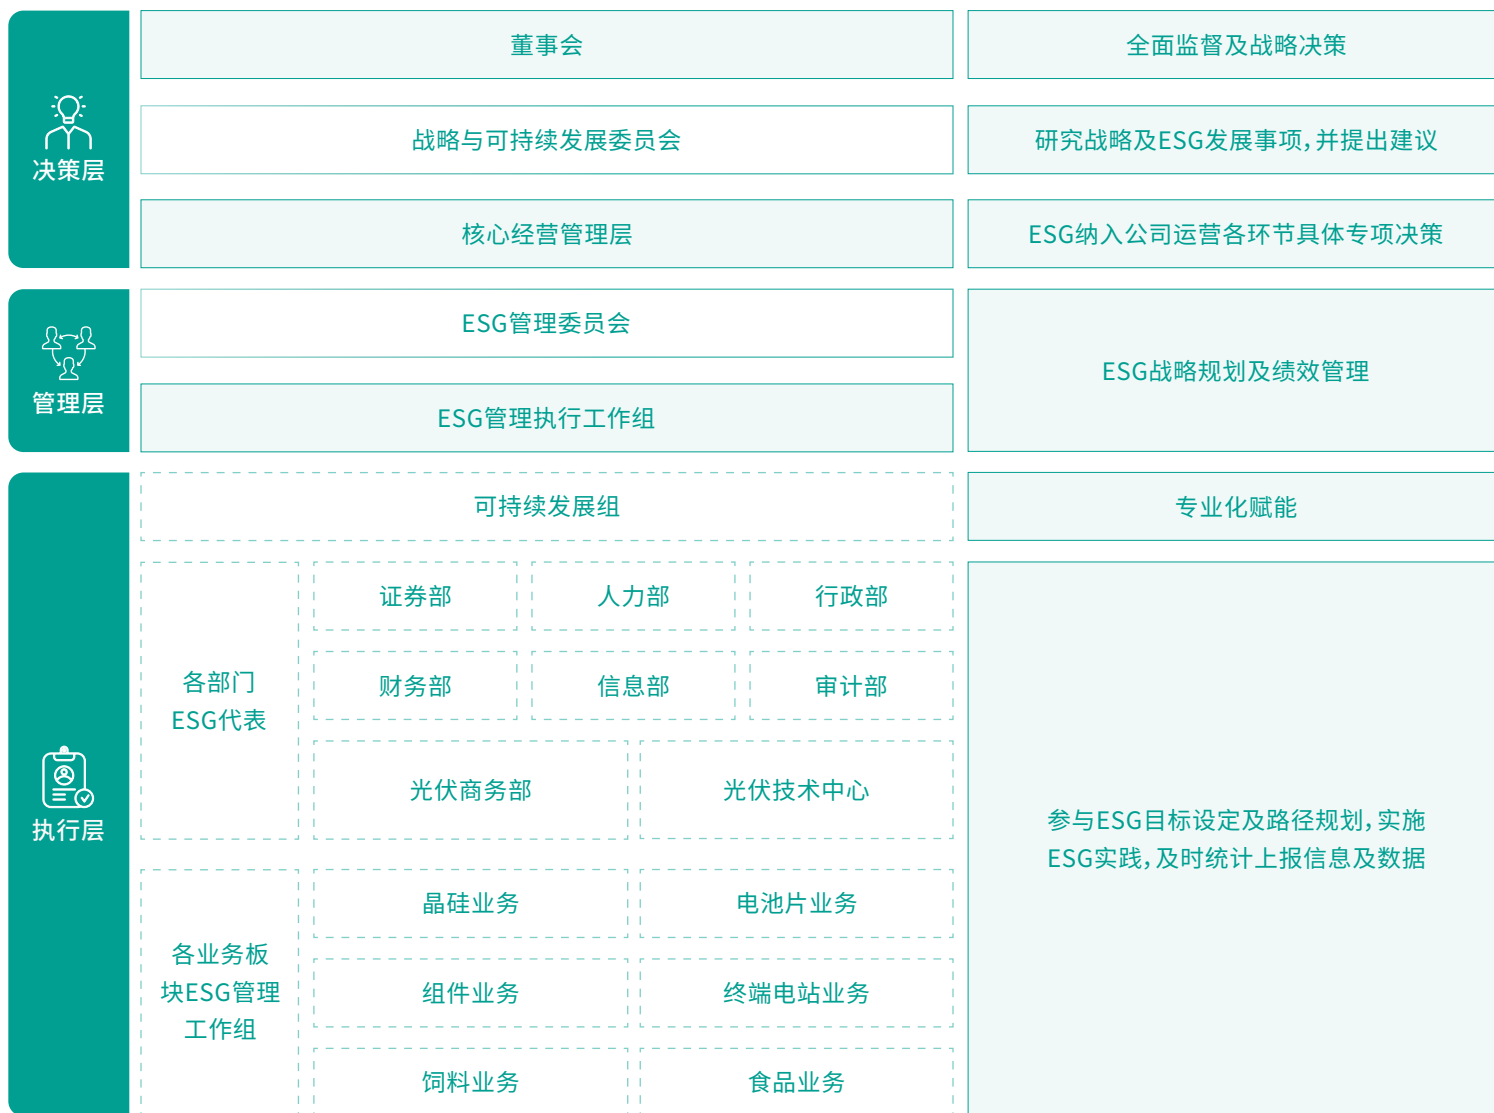 决策层
董事会
全面监督及战略决策
战略与可持续发展委员会
研究战略及ESG发展事项,并提出建议
核心经营管理层
ESG纳入公司运营各环节具体专项决策
管理层
ESG管理委员会
ESG管理执行工作组
ESG战略规划及绩效管理
执行层
可持续发展组
专业化赋能
各部门
ESG代表
证券部
人力部
行政部
财务部
信息部
审计部
光伏商务部
光伏技术中心
各业务板
块ESG管理
工作组
晶硅业务
电池片业务
组件业务
终端电站业务
饲料业务
食品业务
参与ESG目标设定及路径规划,实施
ESG实践,及时统计上报信息及数据